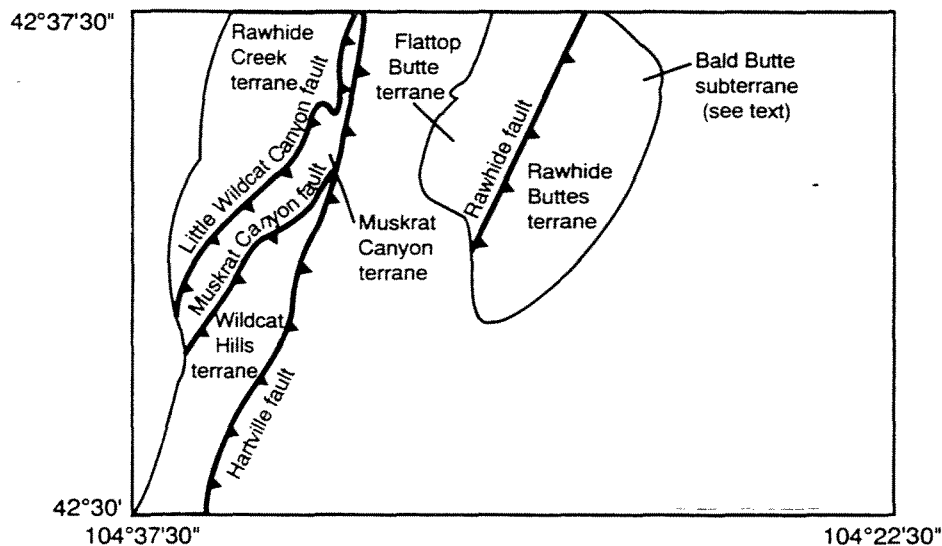 42°37'30"
Rawhide
Creek
terrane
Flattop
Butte
terrane
Bald Butte
subterrane
(see text)
Little Wildcat Canyon fault
Muskrat Canyon fault
Rawhide fault
Rawhide
Buttes
terrane
Muskrat
Canyon
terrane
Wildcat
Hills
terrane
Hartville fault
42°30'
104°37'30"
104°22'30"